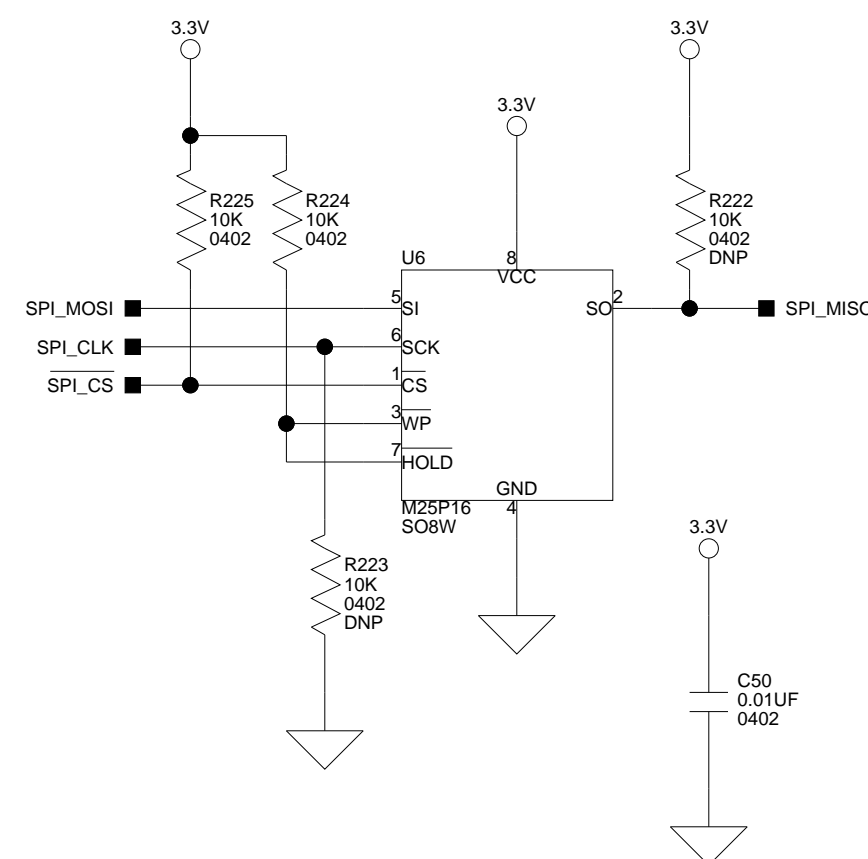 3.3V
3.3V
3.3V
R225
10K
0402
R224
10K
0402
R222
10K
0402
DNP
U6
8
VCC
SPI_MOSI
5
SI
SO
2
SPI_MISO
SPI_CLK
6
SCK
SPI_CS
1
CS
3
WP
7
HOLD
GND
4
M25P16
SO8W
3.3V
R223
10K
0402
DNP
C50
0.01UF
0402